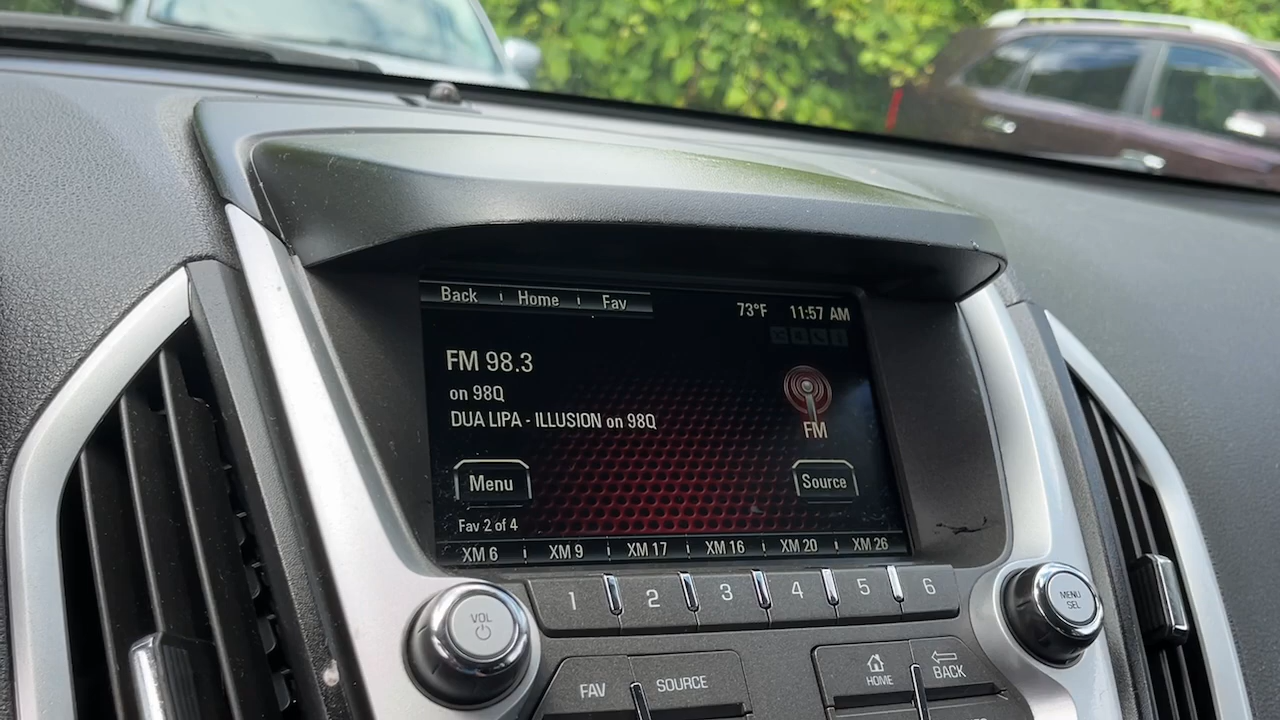 Back Home Fav
73°F 11:57 AM
FM 98.3
on 98Q
DUA LIPA - ILLUSION on 98Q
FM
Menu
Source
Fav 2 of 4
XM 6 XM 9 XM 17 XM 16 XM 20 XM 26
1 2 3 4 5 6
VOL
MENU
SEL
FAV SOURCE
HOME
BACK